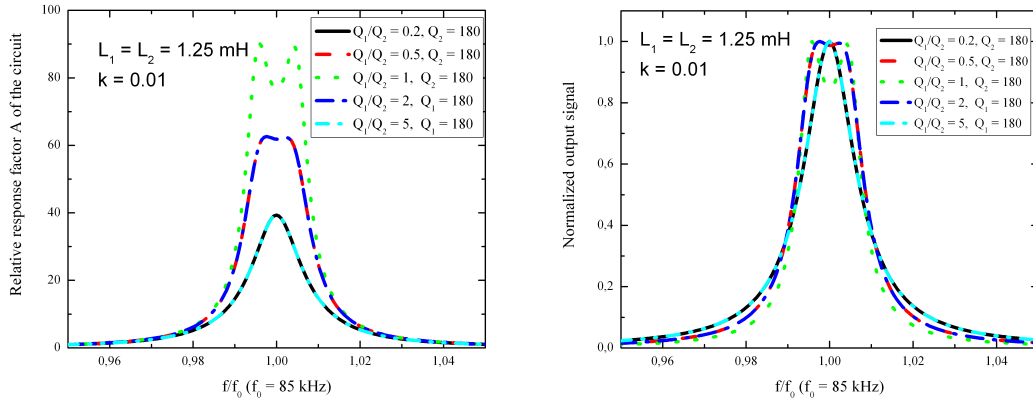 Relative response factor A of the circuit
100
80
60
40
20
0
L₁ = L₂ = 1.25 mH
k = 0.01
Q₁/Q₂ = 0.2, Q₂ = 180
Q₁/Q₂ = 0.5, Q₂ = 180
Q₁/Q₂ = 1, Q₂ = 180
Q₁/Q₂ = 2, Q₁ = 180
Q₁/Q₂ = 5, Q₁ = 180
0,96 0,98 1,00 1,02 1,04
f/f₀ (f₀ = 85 kHz)
Normalized output signal
1,0
0,8
0,6
0,4
0,2
0,0
L₁ = L₂ = 1.25 mH
k = 0.01
Q₁/Q₂ = 0.2, Q₂ = 180
Q₁/Q₂ = 0.5, Q₂ = 180
Q₁/Q₂ = 1, Q₂ = 180
Q₁/Q₂ = 2, Q₁ = 180
Q₁/Q₂ = 5, Q₁ = 180
0,96 0,98 1,00 1,02 1,04
f/f₀ (f₀ = 85 kHz)